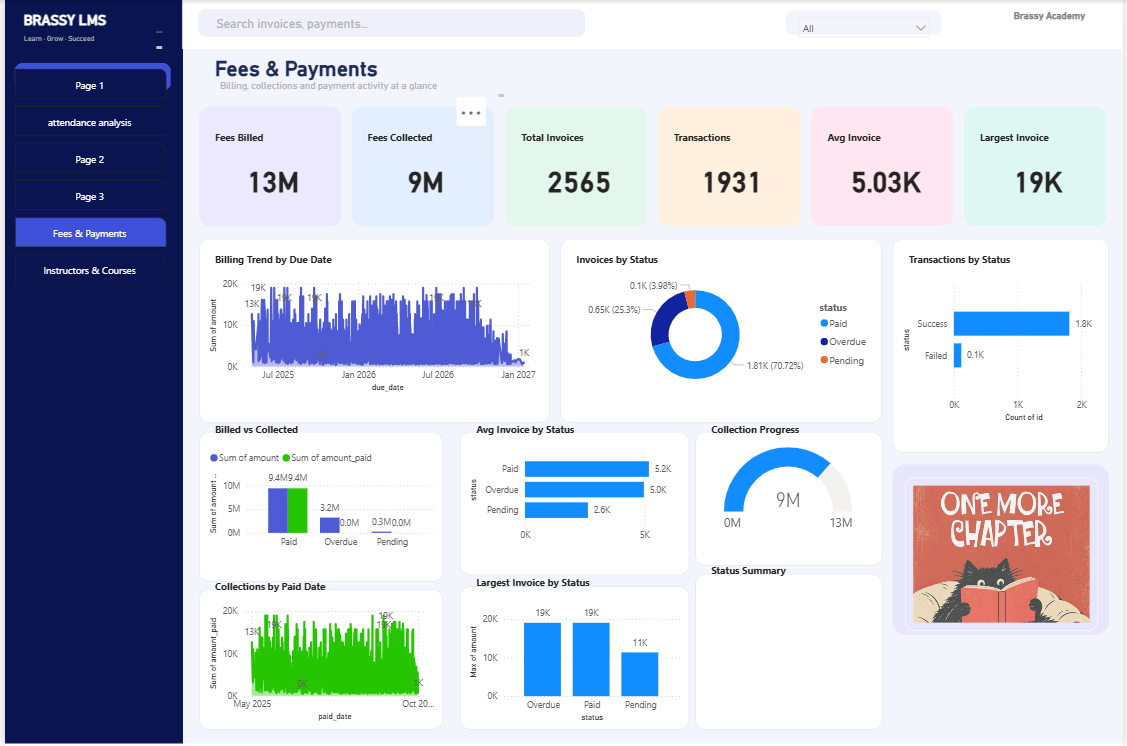 BRASSY LMS
Learn · Grow · Succeed
Page 1
attendance analysis
Page 2
Page 3
Fees & Payments
Instructors & Courses
Search invoices, payments...
All
Brassy Academy
Fees & Payments
Billing, collections and payment activity at a glance
Fees Billed
13M
Fees Collected
9M
Total Invoices
2565
Transactions
1931
Avg Invoice
5.03K
Largest Invoice
19K
Billing Trend by Due Date
Sum of amount
20K
10K
0K
19K
13K
19K
19K
19K
1K
Jul 2025
Jan 2026
Jul 2026
Jan 2027
due_date
Invoices by Status
0.1K (3.98%)
0.65K (25.3%)
1.81K (70.72%)
status
Paid
Overdue
Pending
Transactions by Status
status
Success
1.8K
Failed
0.1K
0K
1K
2K
Count of id
Billed vs Collected
Sum of amount
Sum of amount_paid
Sum of amount ...
10M
5M
0M
9.4M
9.4M
3.2M
0.0M
0.3M
0.0M
Paid
Overdue
Pending
Avg Invoice by Status
status
Paid
5.2K
Overdue
5.0K
Pending
2.6K
0K
5K
Collection Progress
9M
0M
13M
ONE MORE
CHAPTER
Collections by Paid Date
Sum of amount_paid
20K
10K
0K
13K
19K
19K
19K
0K
1K
May 2025
Oct 20...
paid_date
Largest Invoice by Status
Max of amount
20K
10K
0K
19K
19K
11K
Overdue
Paid
Pending
status
Status Summary